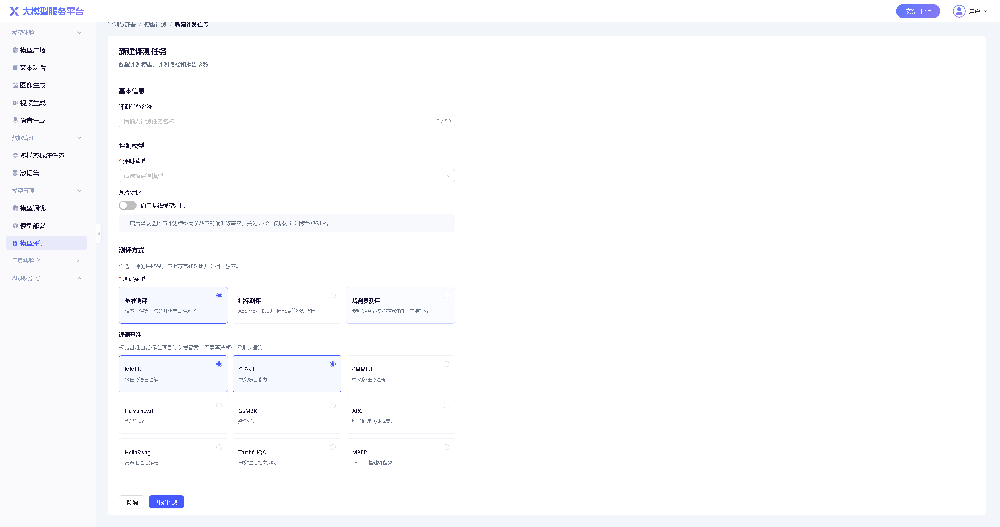 大模型服务平台
实训平台
用户
模型体验
模型广场
文本对话
图像生成
视频生成
语音生成
数据管理
多模态标注任务
数据集
模型管理
模型调优
模型部署
模型评测
工具实验室
AI趣味学习
评测与部署 / 模型评测 / 新建评测任务
新建评测任务
配置评测模型、评测路径和报告参数。
基本信息
评测任务名称
请输入评测任务名称
0 / 50
评测模型
* 评测模型
请选择评测模型
基线对比
启用基线模型对比
开启后默认选择与评测模型同参数量的预训练基座；关闭则报告仅展示评测模型绝对分。
测评方式
任选一种测评路径；与上方基线对比开关相互独立。
* 测评类型
基准测评
权威测评集，与公开榜单口径对齐
指标测评
Accuracy、BLEU、困惑度等客观指标
裁判员测评
裁判员模型按场景标准进行主观打分
评测基准
权威基准自带标准题目与参考答案，无需再选额外评测数据集。
MMLU
多任务语言理解
C-Eval
中文综合能力
CMMLU
中文多任务理解
HumanEval
代码生成
GSM8K
数学推理
ARC
科学推理（挑战集）
HellaSwag
常识推理与续写
TruthfulQA
事实性与幻觉抑制
MBPP
Python 基础编程题
取 消
开始评测